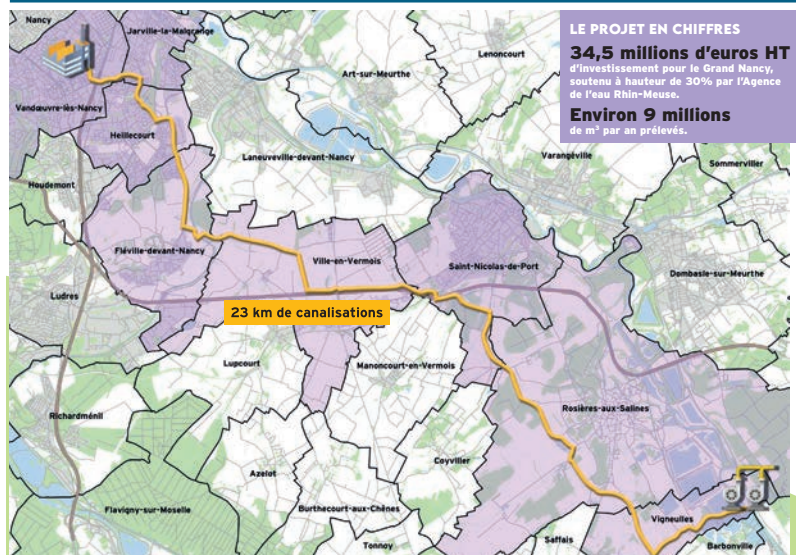 LE PROJET EN CHIFFRES
34,5 millions d'euros HT
d'investissement pour le Grand Nancy,
soutenu à hauteur de 30% par l'Agence
de l'eau Rhin-Meuse.
Environ 9 millions
de m³ par an prélevés.
Nancy
Jarville-la-Malgrange
Lenoncourt
Art-sur-Meurthe
Vandœuvre-lès-Nancy
Heillecourt
Laneuveville-devant-Nancy
Varangéville
Sommerviller
Houdemont
Fléville-devant-Nancy
Ville-en-Vermois
Saint-Nicolas-de-Port
Dombasle-sur-Meurthe
Ludres
23 km de canalisations
Lupcourt
Manoncourt-en-Vermois
Richardménil
Rosières-aux-Salines
Coyviller
Azelot
Flavigny-sur-Moselle
Burthecourt-aux-Chênes
Vigneulles
Saffais
Tonnoy
Barbonville